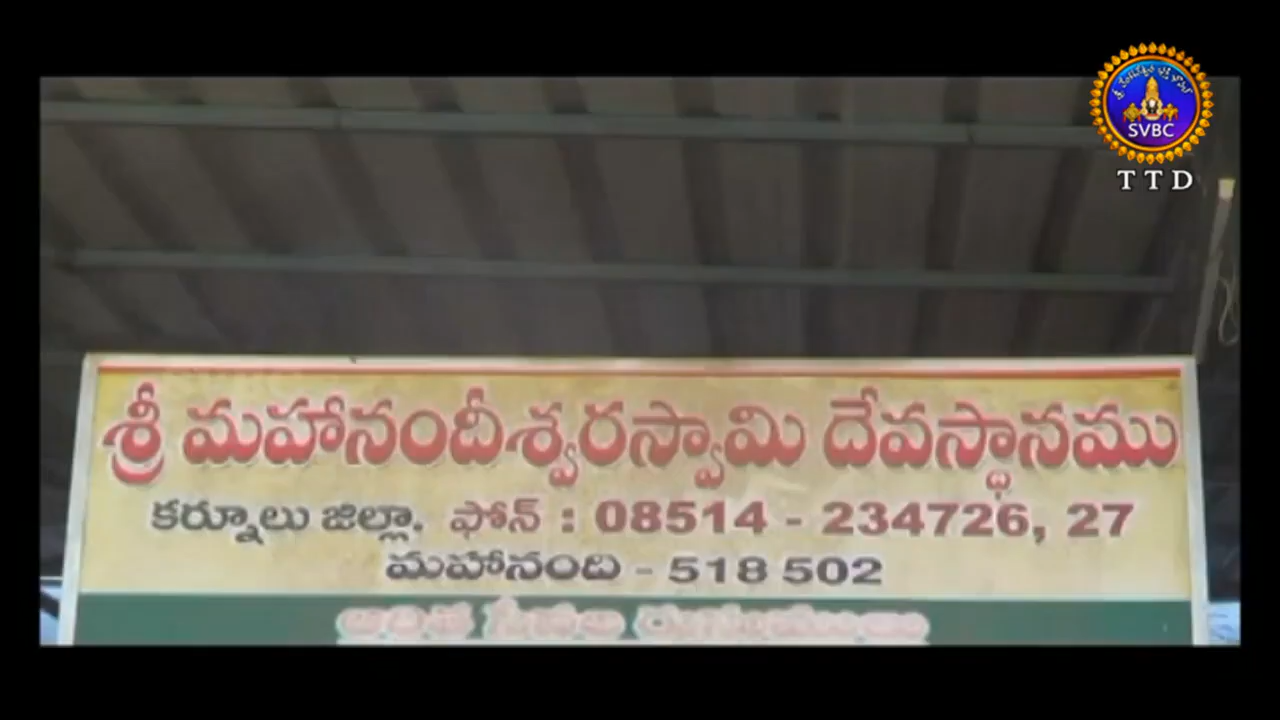 SVBC
TTD
శ్రీ మహానందీశ్వరస్వామి దేవస్థానము
కర్నూలు జిల్లా. ఫోన్ : 08514 - 234726, 27
మహానంది - 518 502